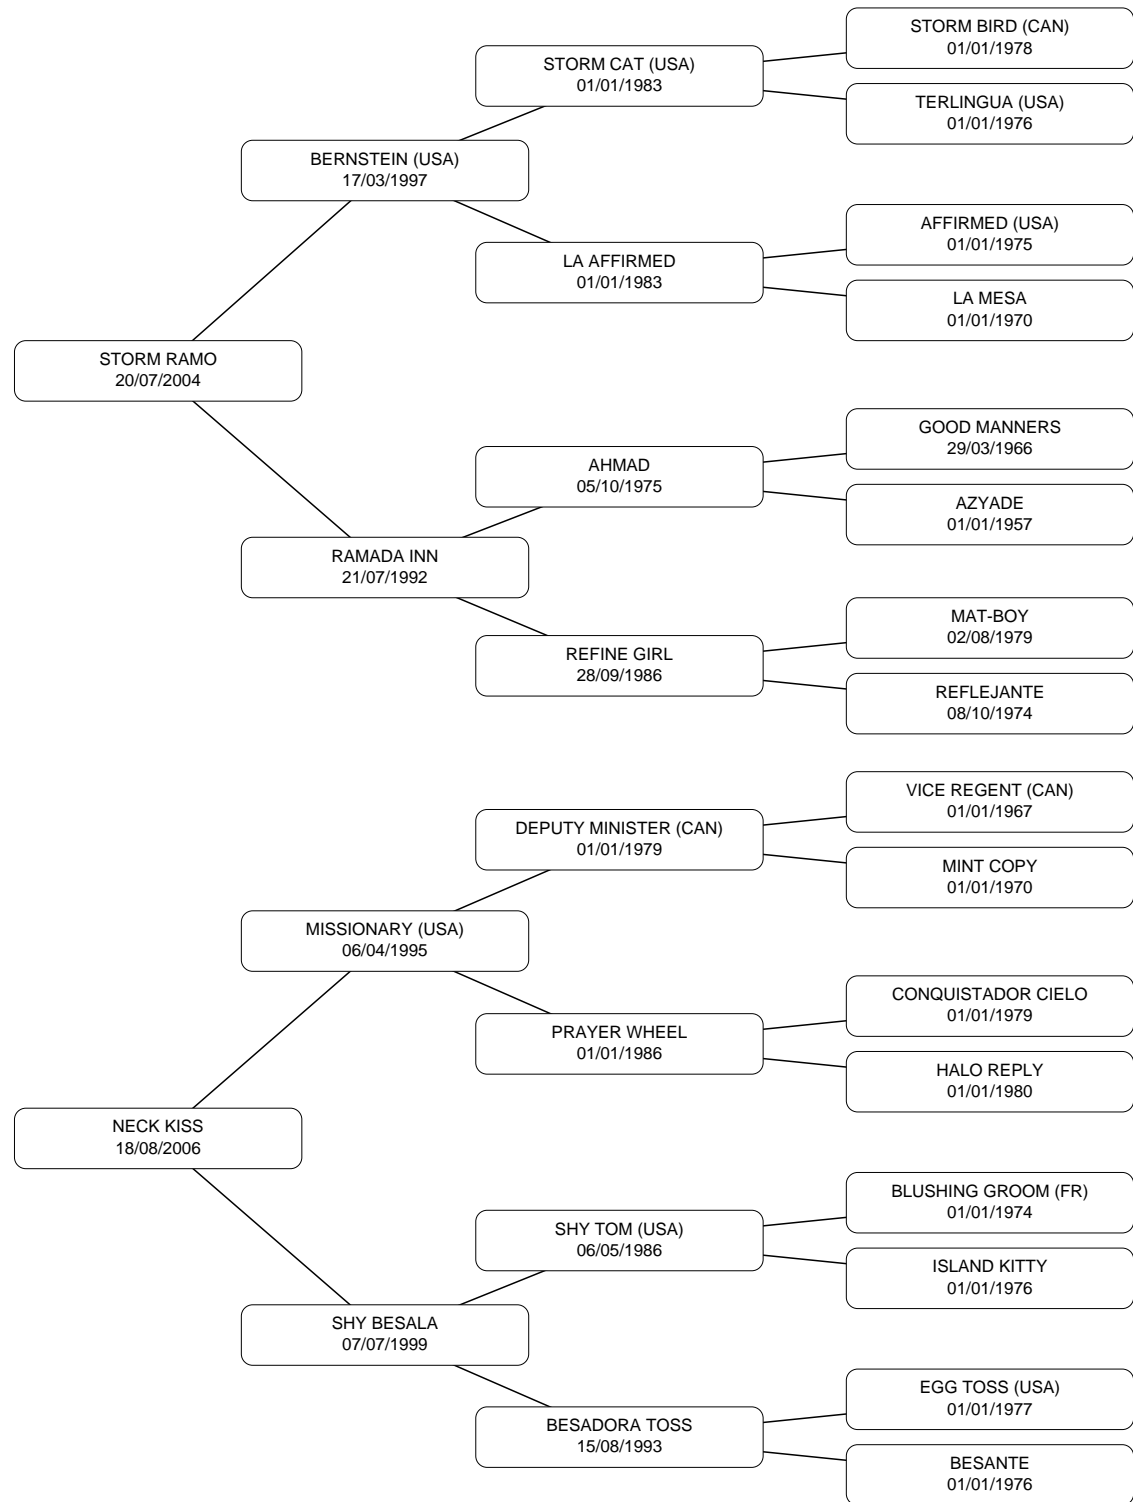 STORM BIRD (CAN)
01/01/1978
STORM CAT (USA)
01/01/1983
TERLINGUA (USA)
01/01/1976
BERNSTEIN (USA)
17/03/1997
AFFIRMED (USA)
01/01/1975
LA AFFIRMED
01/01/1983
LA MESA
01/01/1970
STORM RAMO
20/07/2004
GOOD MANNERS
29/03/1966
AHMAD
05/10/1975
AZYADE
01/01/1957
RAMADA INN
21/07/1992
MAT-BOY
02/08/1979
REFINE GIRL
28/09/1986
REFLEJANTE
08/10/1974
VICE REGENT (CAN)
01/01/1967
DEPUTY MINISTER (CAN)
01/01/1979
MINT COPY
01/01/1970
MISSIONARY (USA)
06/04/1995
CONQUISTADOR CIELO
01/01/1979
PRAYER WHEEL
01/01/1986
HALO REPLY
01/01/1980
NECK KISS
18/08/2006
BLUSHING GROOM (FR)
01/01/1974
SHY TOM (USA)
06/05/1986
ISLAND KITTY
01/01/1976
SHY BESALA
07/07/1999
EGG TOSS (USA)
01/01/1977
BESADORA TOSS
15/08/1993
BESANTE
01/01/1976